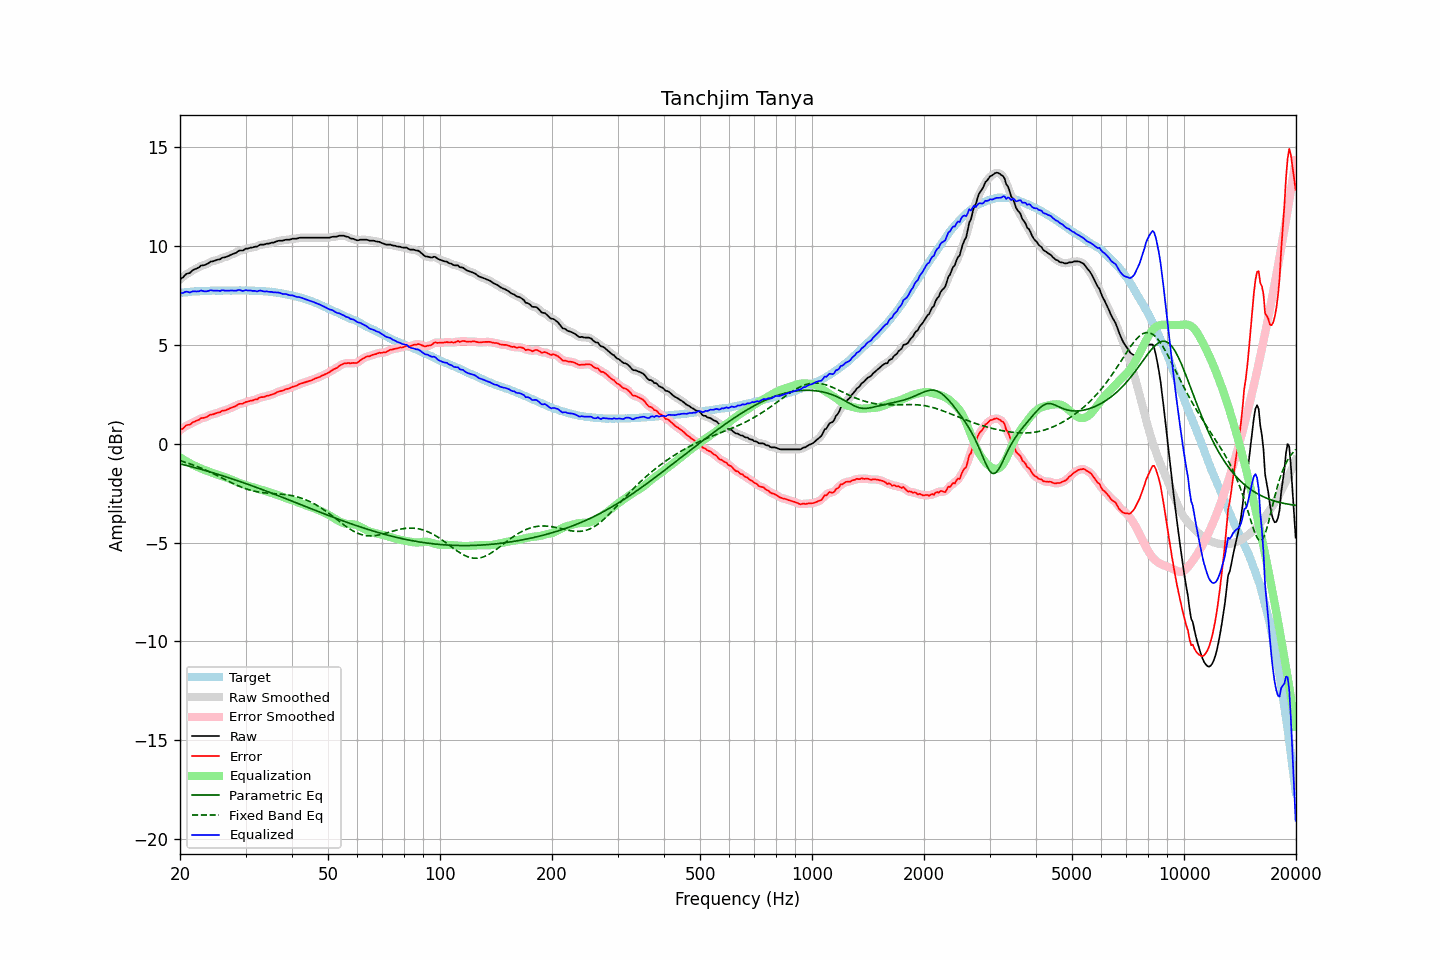 Tanchjim Tanya
Amplitude (dBr)
15
10
5
0
−5
−10
−15
−20
Target
Raw Smoothed
Error Smoothed
Raw
Error
Equalization
Parametric Eq
Fixed Band Eq
Equalized
20
50
100
200
500
1000
2000
5000
10000
20000
Frequency (Hz)